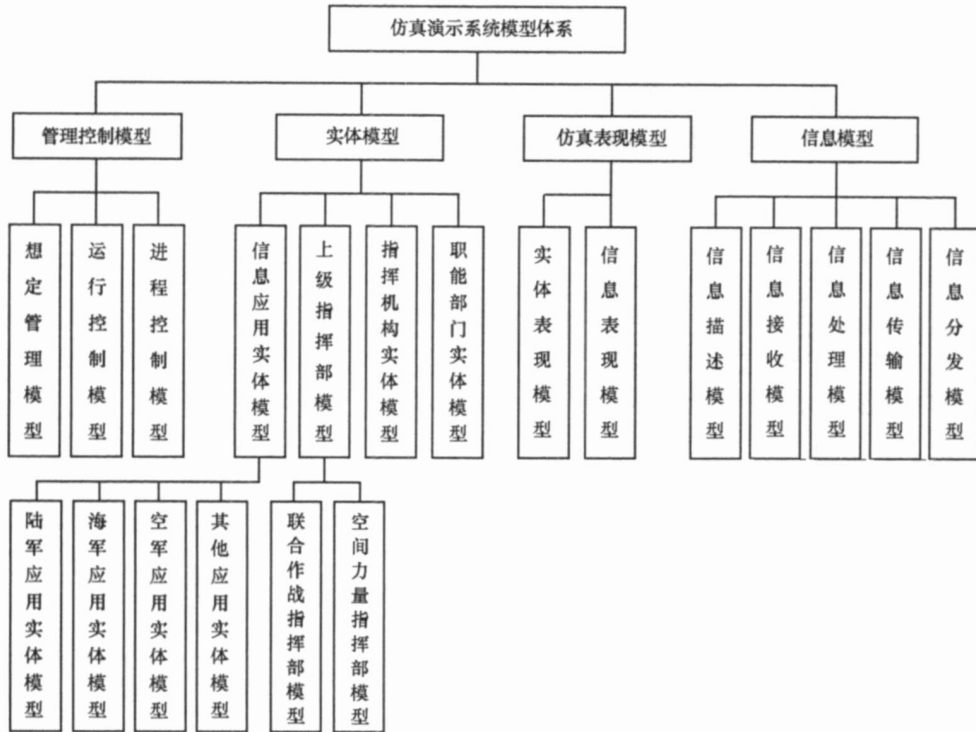 仿真演示系统模型体系
管理控制模型
实体模型
仿真表现模型
信息模型
想定管理模型
运行控制模型
进程控制模型
信息应用实体模型
上级指挥部模型
指挥机构实体模型
职能部门实体模型
实体表现模型
信息表现模型
信息描述模型
信息接收模型
信息处理模型
信息传输模型
信息分发模型
陆军应用实体模型
海军应用实体模型
空军应用实体模型
其他应用实体模型
联合作战指挥部模型
空间力量指挥部模型